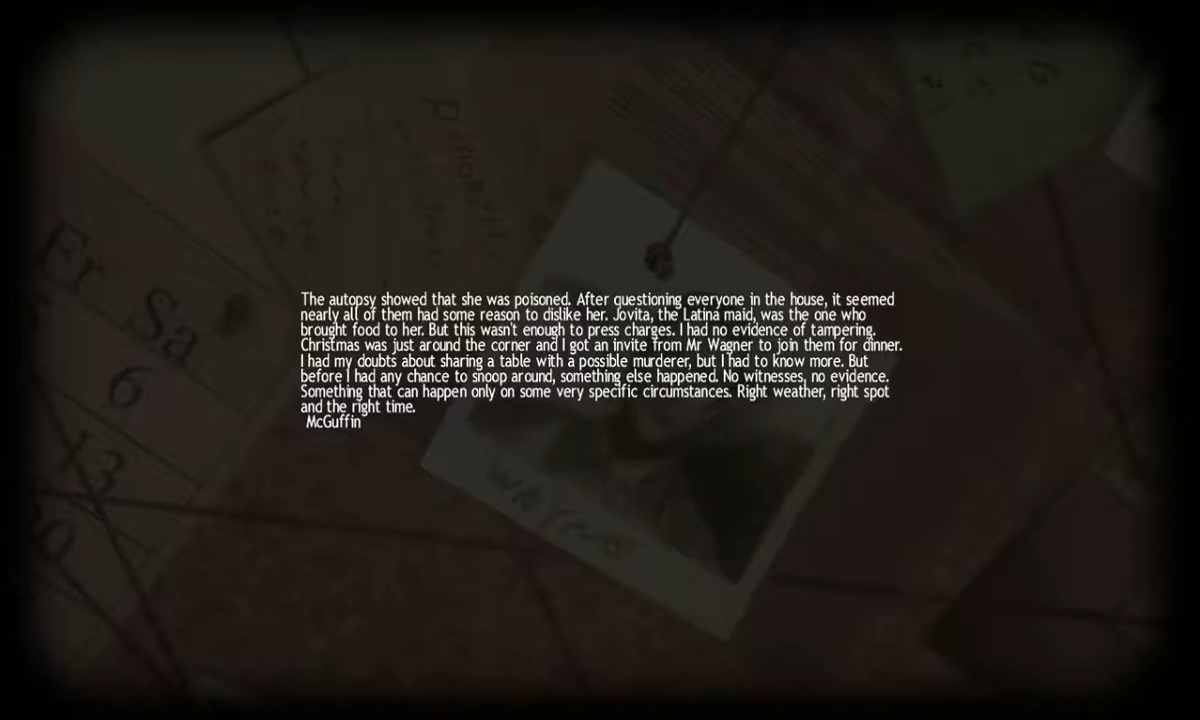 The autopsy showed that she was poisoned. After questioning everyone in the house, it seemed
nearly all of them had some reason to dislike her. Jovita, the Latina maid, was the one who
brought food to her. But this wasn't enough to press charges. I had no evidence of tampering.
Christmas was just around the corner and I got an invite from Mr Wagner to join them for dinner.
I had my doubts about sharing a table with a possible murderer, but I had to know more. But
before I had any chance to snoop around, something else happened. No witnesses, no evidence.
Something that can happen only on some very specific circumstances. Right weather, right spot
and the right time.
McGuffin
Er Sa
6
13